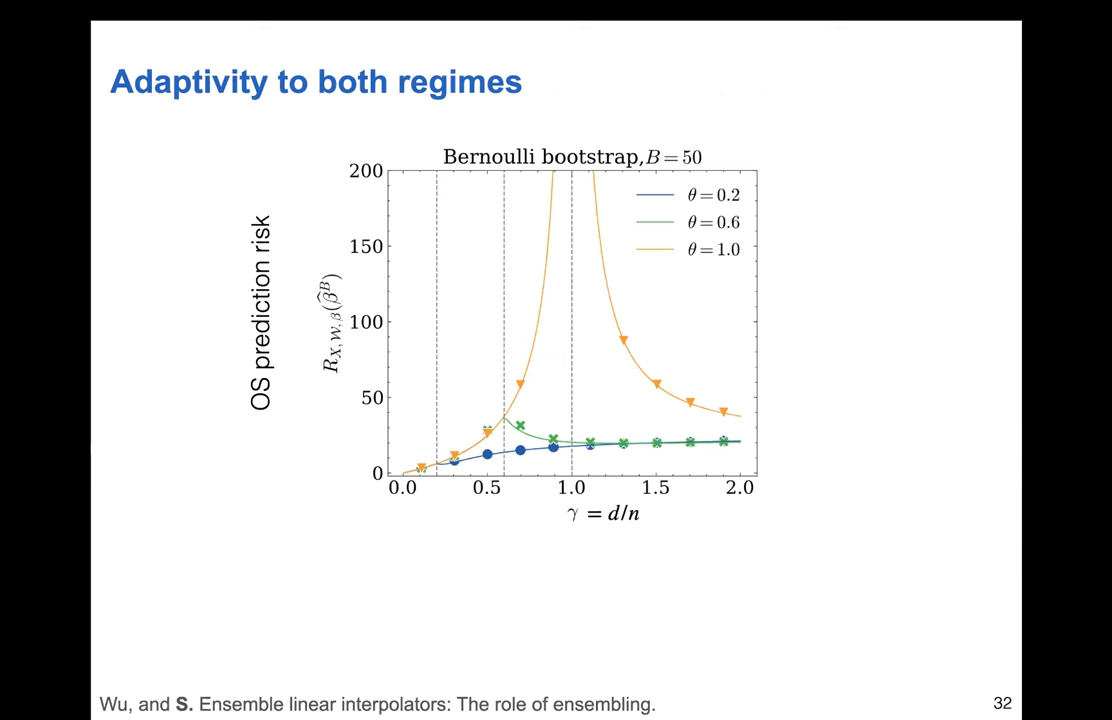 Adaptivity to both regimes
Bernoulli bootstrap, B = 50
OS prediction risk
R_{X,W,β}(β̂^B)
200
150
100
50
0
θ = 0.2
θ = 0.6
θ = 1.0
0.0 0.5 1.0 1.5 2.0
γ = d/n
Wu, and S. Ensemble linear interpolators: The role of ensembling.
32